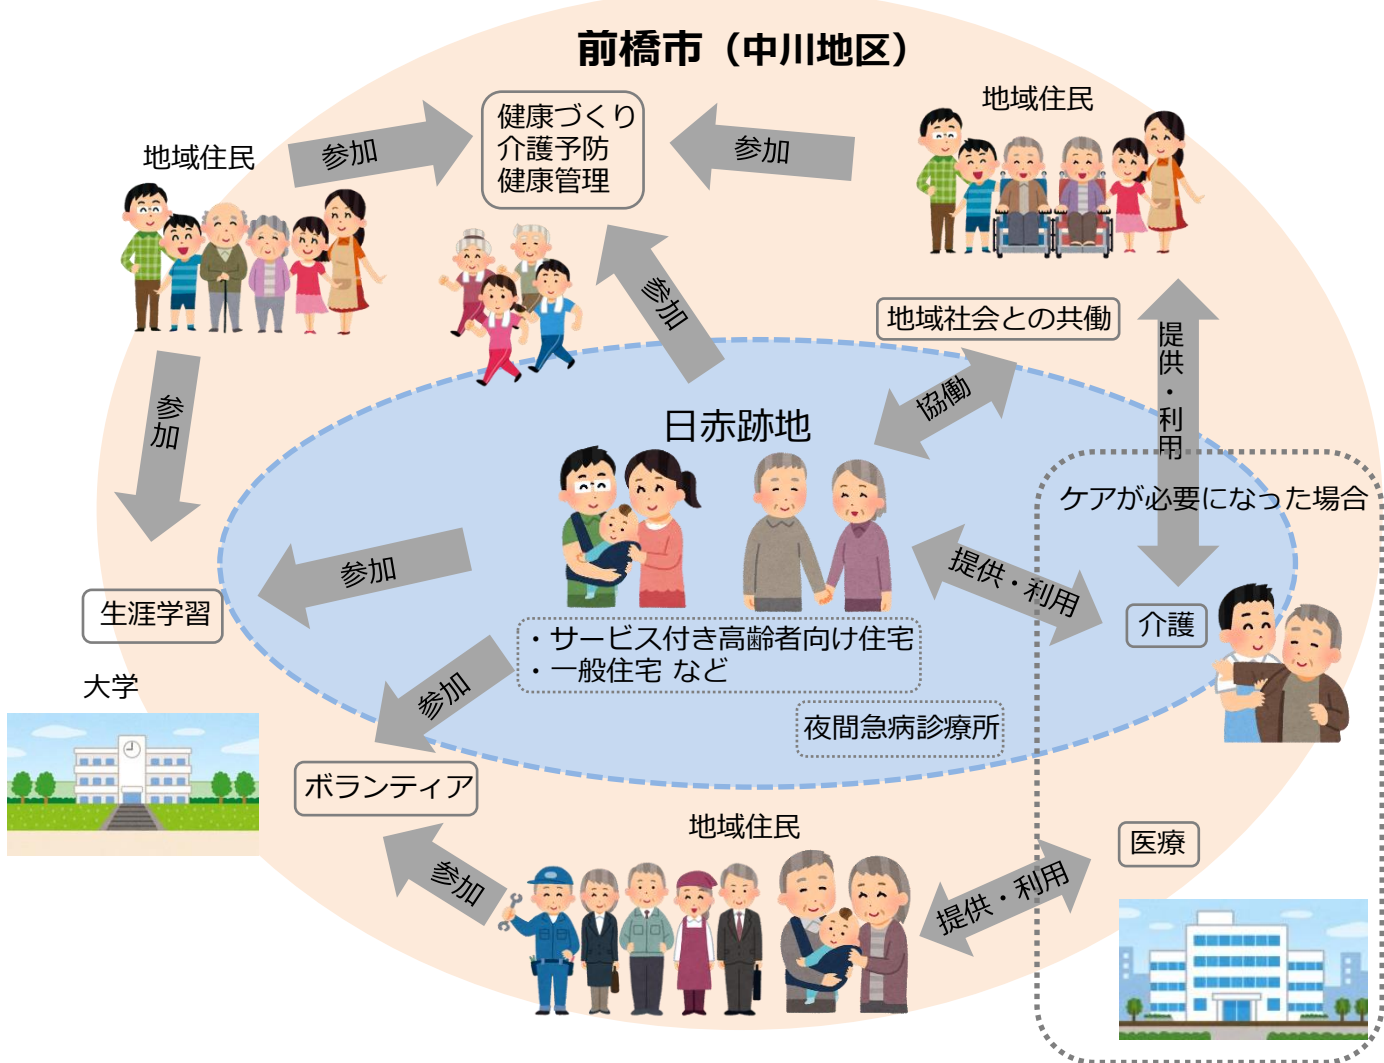 前橋市（中川地区）
地域住民
健康づくり
介護予防
健康管理
地域住民
参加
参加
参加
地域社会との共働
提供・利用
協働
参加
日赤跡地
ケアが必要になった場合
参加
提供・利用
生涯学習
介護
・サービス付き高齢者向け住宅
・一般住宅 など
参加
大学
夜間急病診療所
ボランティア
地域住民
医療
参加
提供・利用